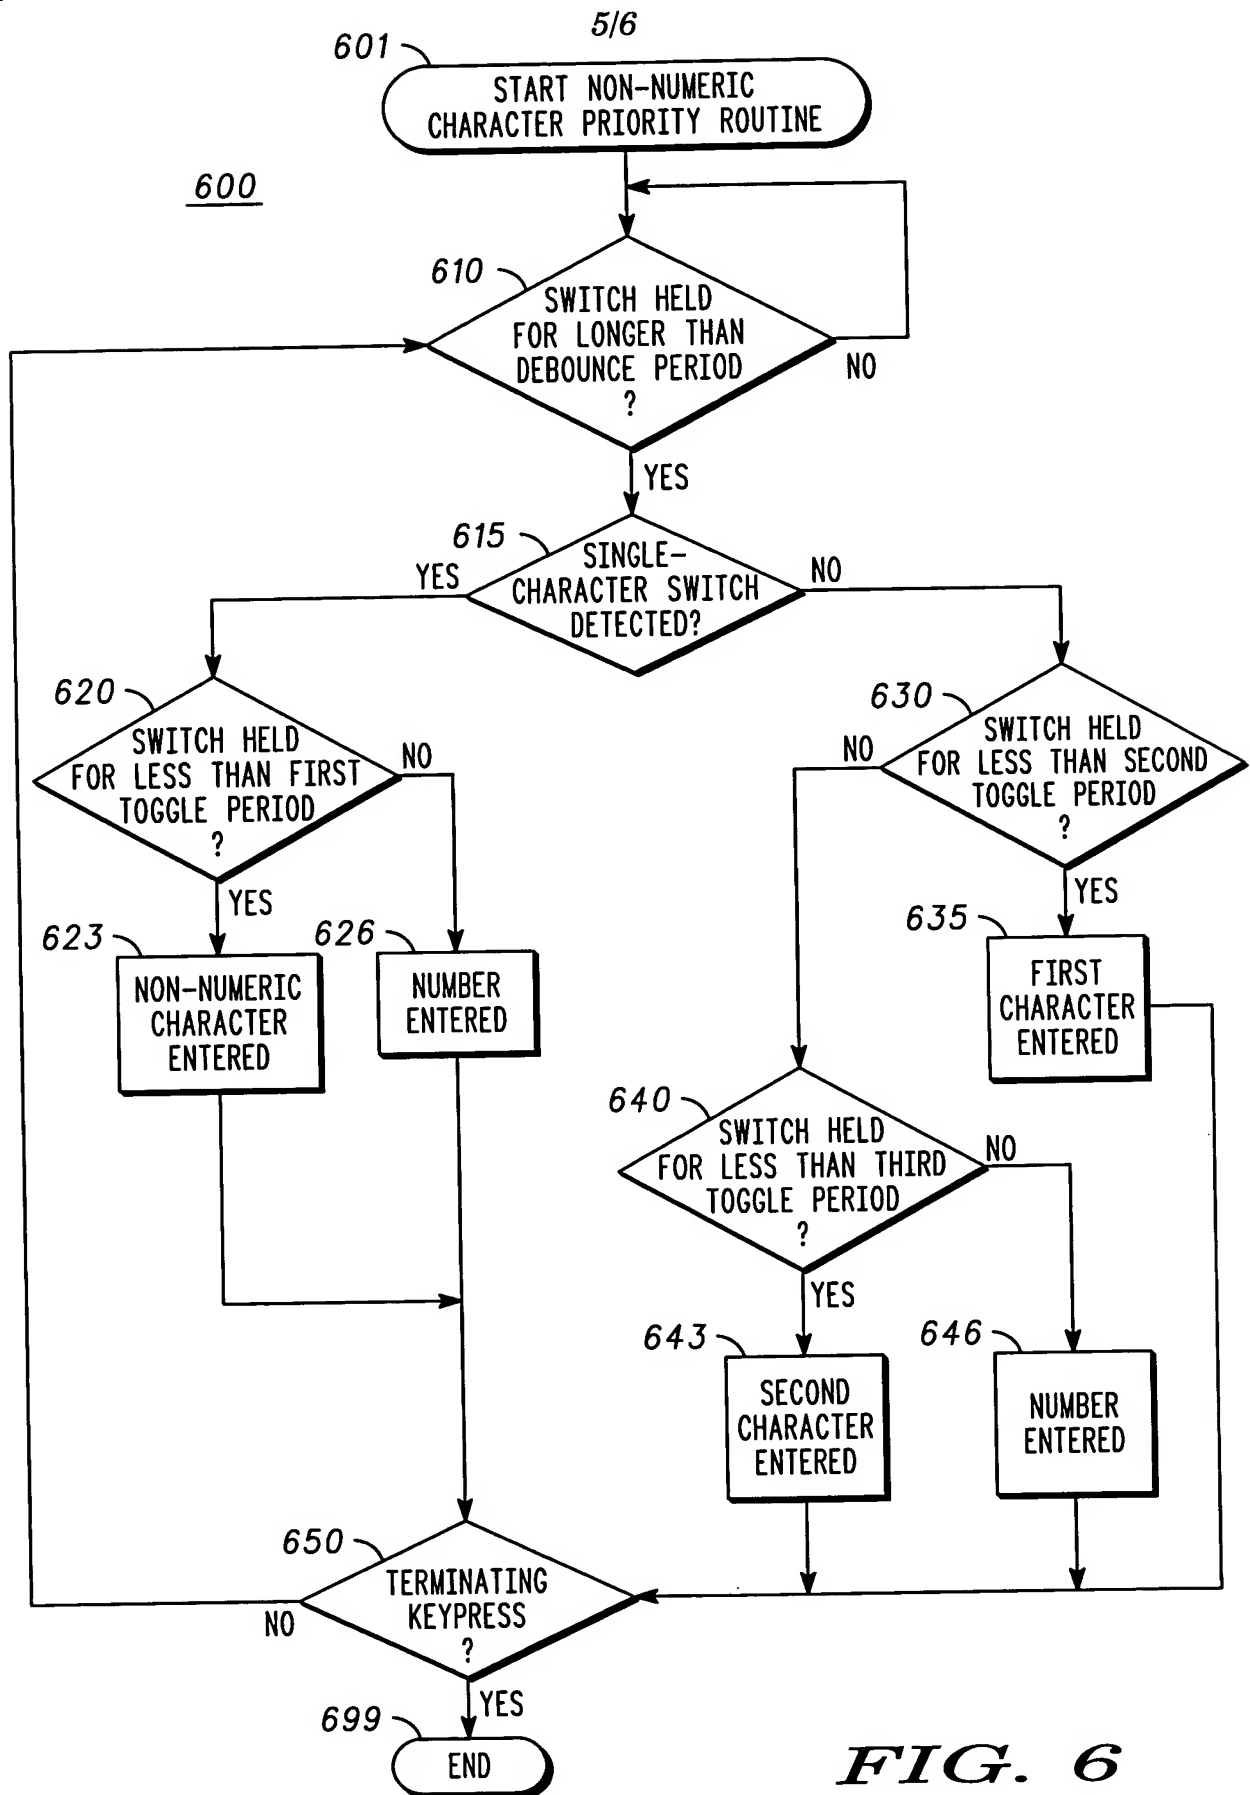 5/6
601
START NON-NUMERIC
CHARACTER PRIORITY ROUTINE
600
610
SWITCH HELD
FOR LONGER THAN
DEBOUNCE PERIOD
?
NO
YES
615
SINGLE-
CHARACTER SWITCH
DETECTED?
YES
NO
620
SWITCH HELD
FOR LESS THAN FIRST
TOGGLE PERIOD
?
NO
YES
630
SWITCH HELD
FOR LESS THAN SECOND
TOGGLE PERIOD
?
NO
YES
623
NON-NUMERIC
CHARACTER
ENTERED
626
NUMBER
ENTERED
635
FIRST
CHARACTER
ENTERED
640
SWITCH HELD
FOR LESS THAN THIRD
TOGGLE PERIOD
?
NO
YES
643
SECOND
CHARACTER
ENTERED
646
NUMBER
ENTERED
650
TERMINATING
KEYPRESS
?
NO
YES
699
END
FIG. 6